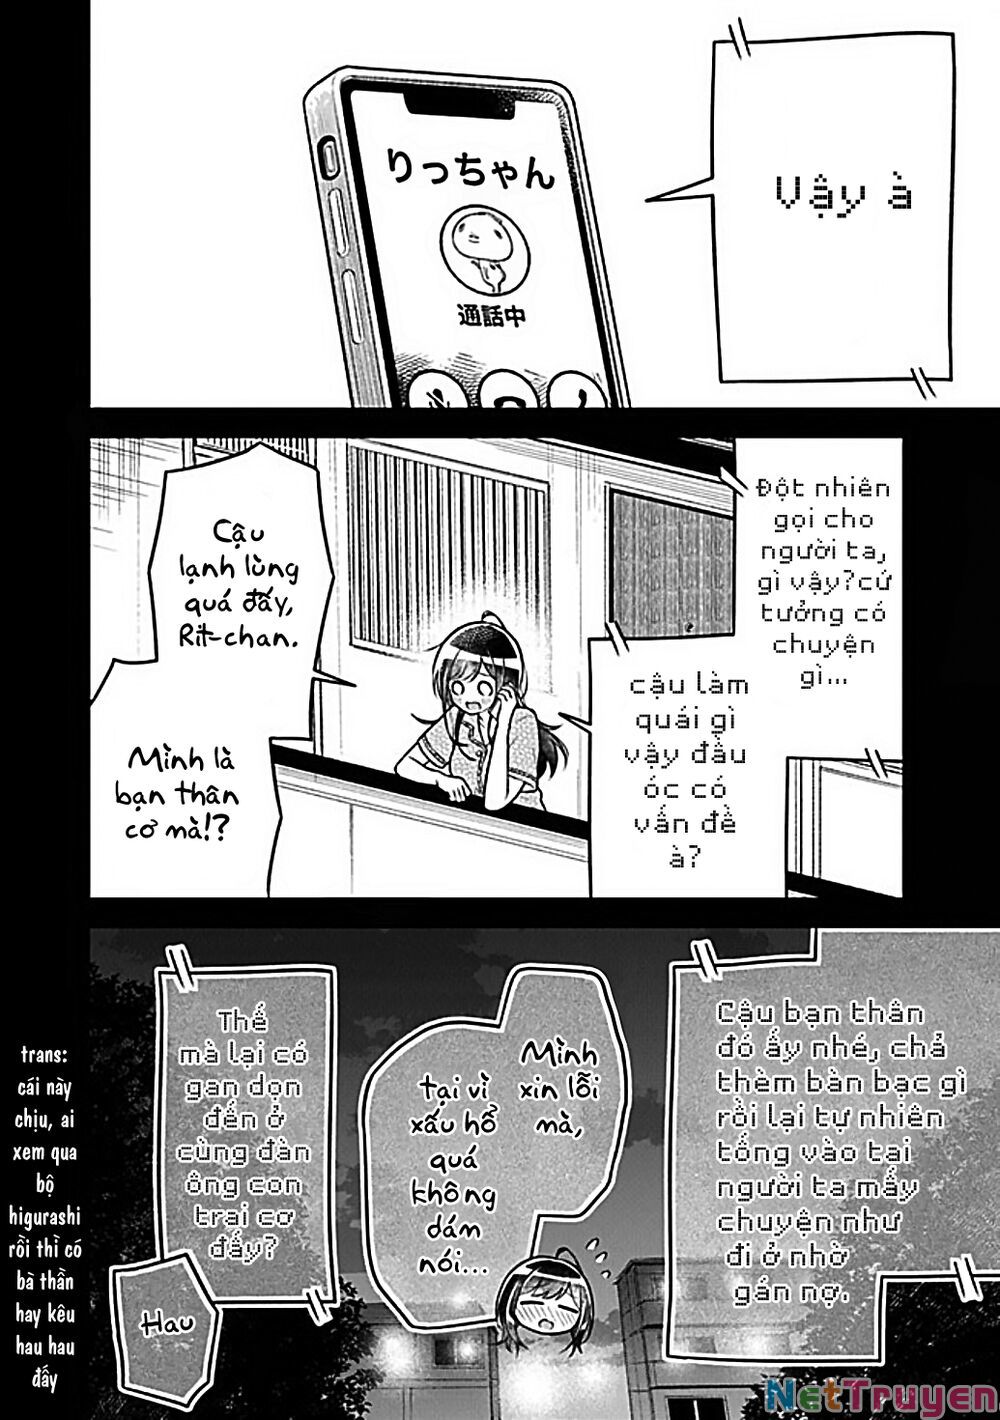 Vậy à
りっちゃん
通話中
Đột nhiên
gọi cho
người ta,
gì vậy?cứ
tưởng có
chuyện
gì...
cậu làm
quái gì
vậy đầu
óc có
vấn đề
à?
Cậu
lạnh lùng
quá đấy,
Rit-chan.
Mình là
bạn thân
cơ mà!?
Cậu bạn thân
đó ấy nhé, chả
thèm bàn bạc gì
rồi lại tự nhiên
tống vào tai
người ta mấy
chuyện như
đi ở nhờ
gán nợ.
Mình
xin lỗi
mà,
tại vì
xấu hổ
quá
không
dám
nói...
Thế
mà lại có
gan dọn
đến ở
cùng đàn
ông con
trai cơ
đấy?
Hau
trans:
cái này
chịu, ai
xem qua
bộ
higurashi
rồi thì có
bà thần
hay kêu
hau hau
đấy
NetTruyen